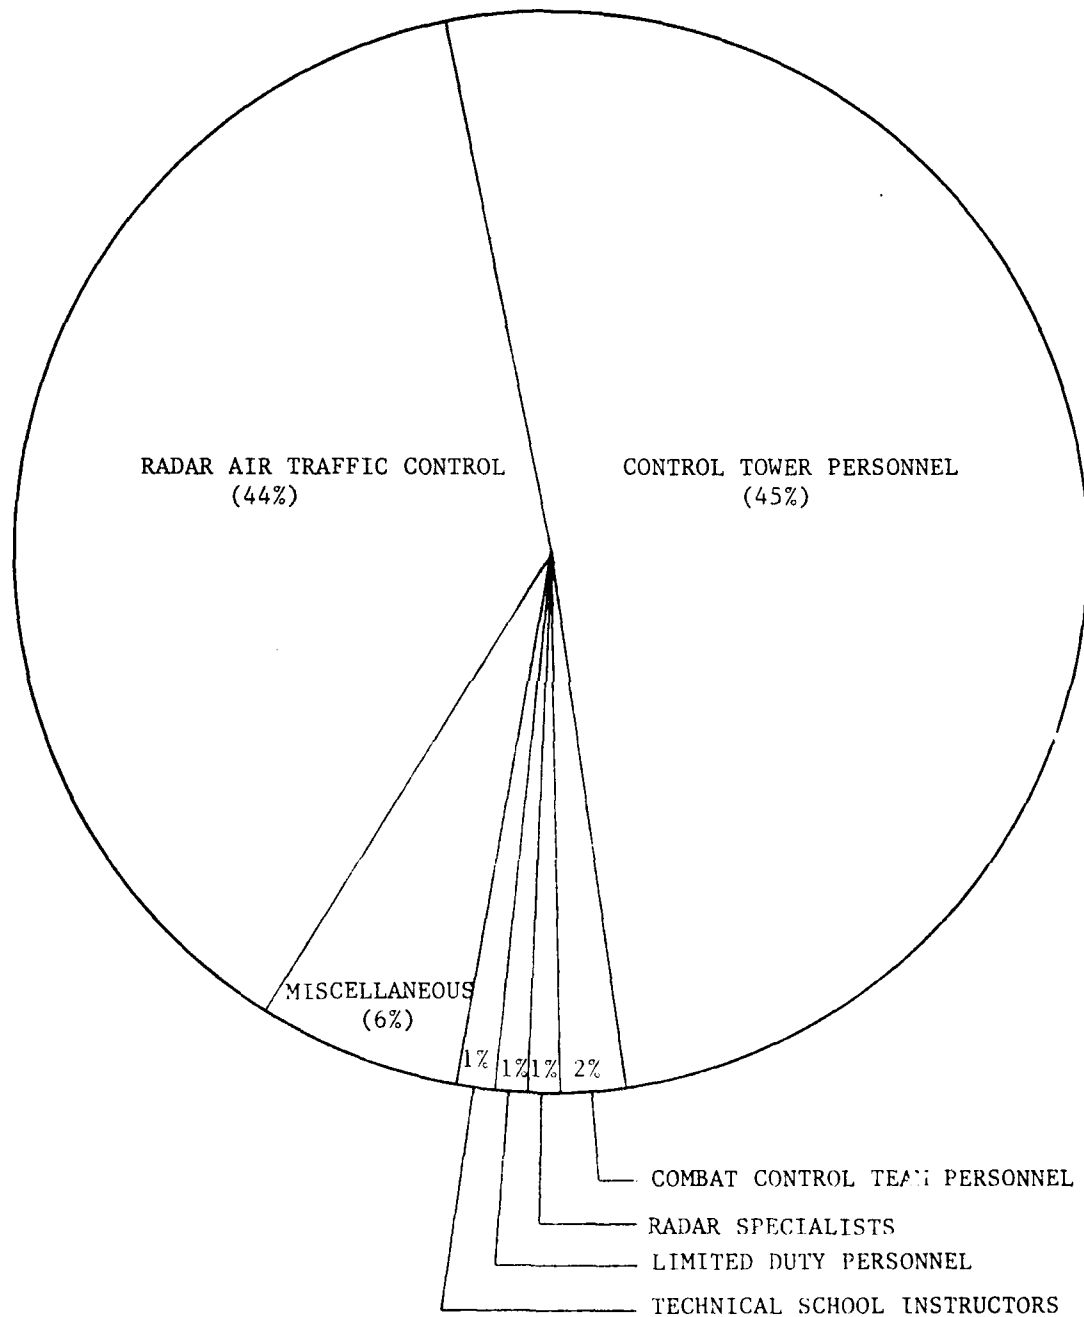 RADAR AIR TRAFFIC CONTROL
(44%)
CONTROL TOWER PERSONNEL
(45%)
MISCELLANEOUS
(6%)
1%
1%
1%
2%
COMBAT CONTROL TEAM PERSONNEL
RADAR SPECIALISTS
LIMITED DUTY PERSONNEL
TECHNICAL SCHOOL INSTRUCTORS